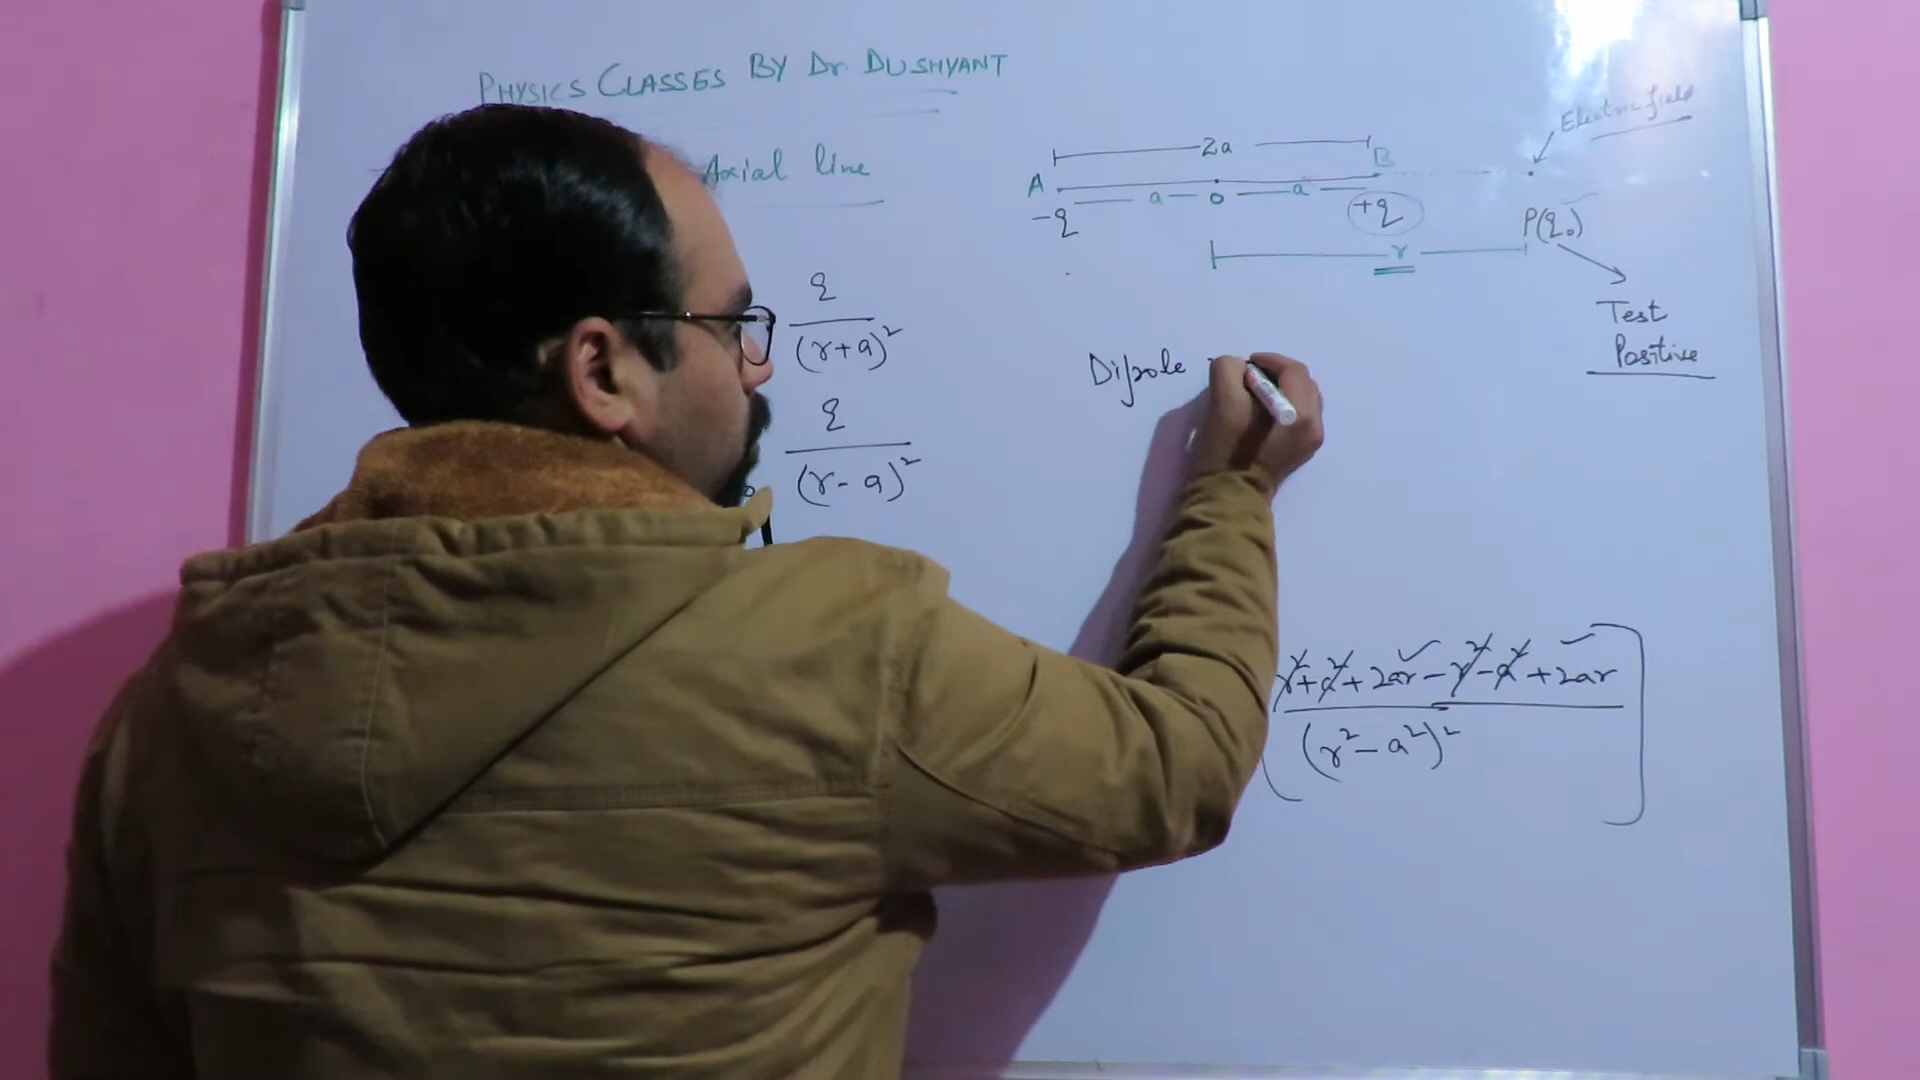 PHYSICS CLASSES BY Dr. DUSHYANT
Axial line
q
(r+a)²
q
(r-a)²
Electric field
2a
A
B
a
o
a
-q
+q
P(q₀)
r
Test
Positive
Dipole
r²+a²+2ar-r²-a²+2ar
(r²-a²)²